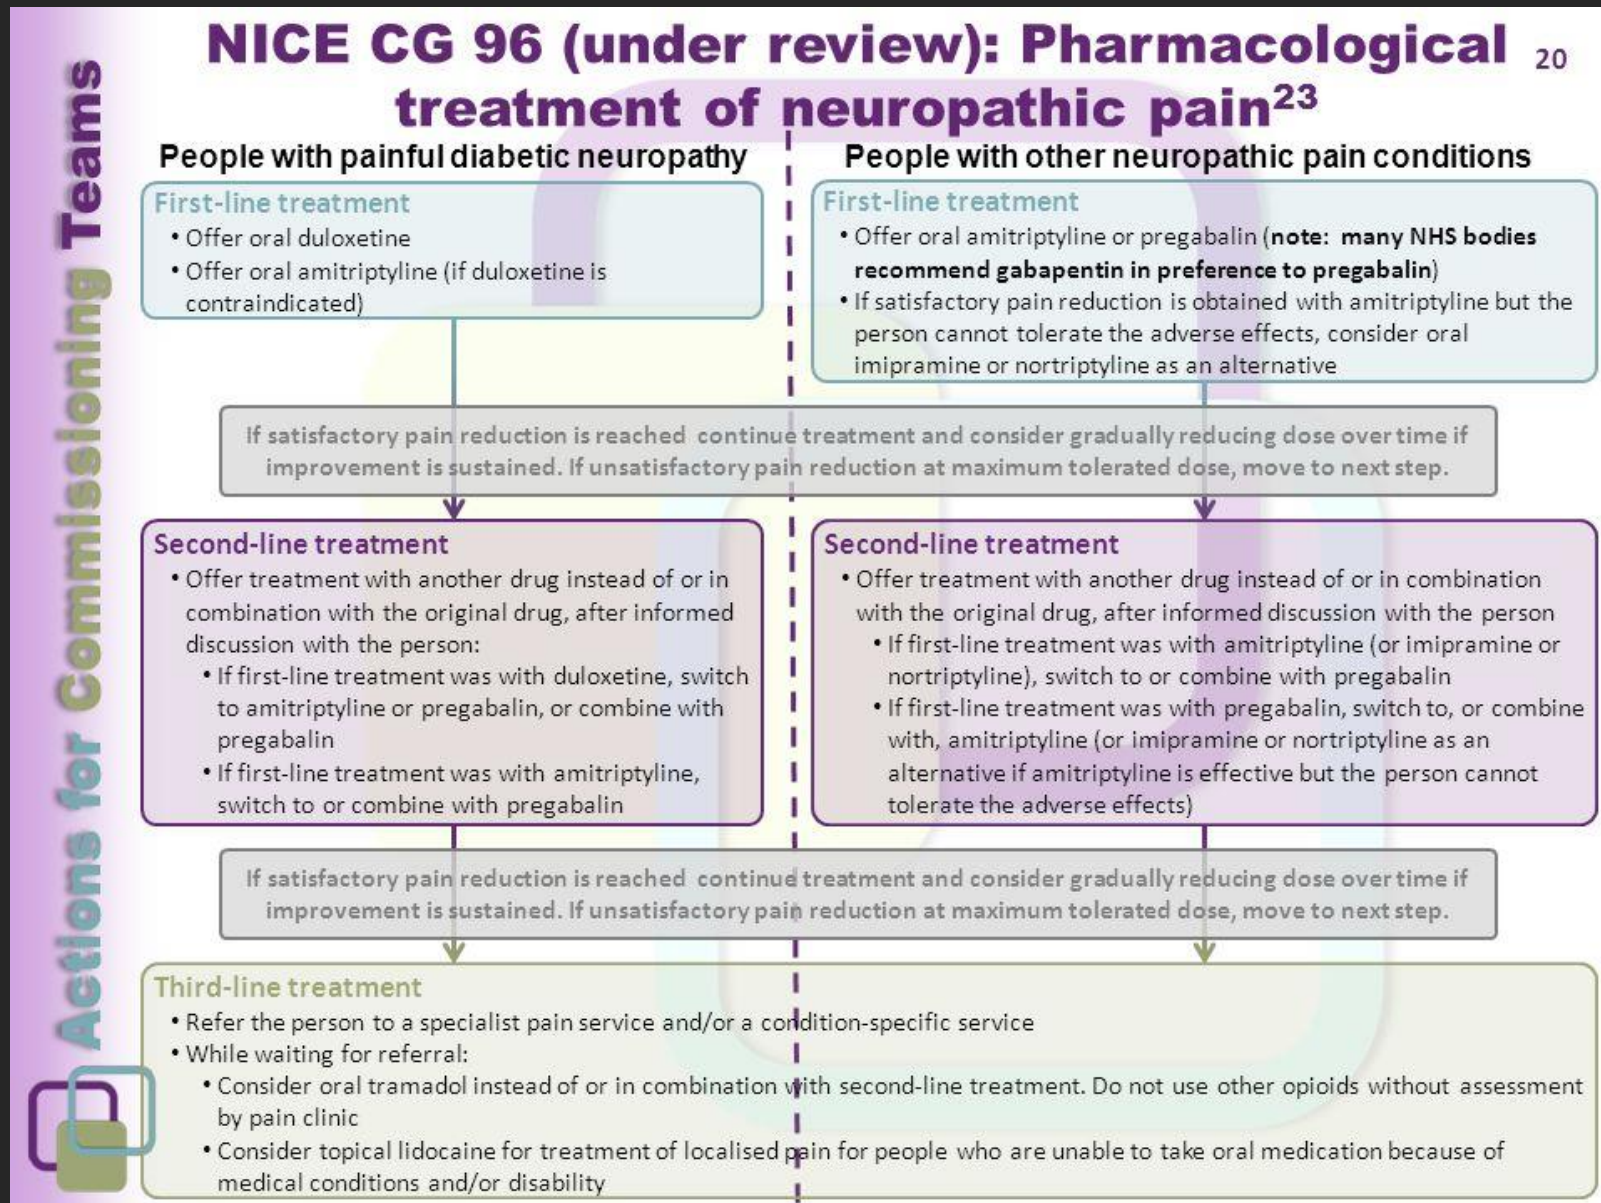 NICE CG 96 (under review): Pharmacological
treatment of neuropathic pain23
20
Actions for Commissioning Teams
People with painful diabetic neuropathy
First-line treatment
• Offer oral duloxetine
• Offer oral amitriptyline (if duloxetine is
contraindicated)
People with other neuropathic pain conditions
First-line treatment
• Offer oral amitriptyline or pregabalin (note: many NHS bodies
recommend gabapentin in preference to pregabalin)
• If satisfactory pain reduction is obtained with amitriptyline but the
person cannot tolerate the adverse effects, consider oral
imipramine or nortriptyline as an alternative
If satisfactory pain reduction is reached continue treatment and consider gradually reducing dose over time if
improvement is sustained. If unsatisfactory pain reduction at maximum tolerated dose, move to next step.
Second-line treatment
• Offer treatment with another drug instead of or in
combination with the original drug, after informed
discussion with the person:
• If first-line treatment was with duloxetine, switch
to amitriptyline or pregabalin, or combine with
pregabalin
• If first-line treatment was with amitriptyline,
switch to or combine with pregabalin
Second-line treatment
• Offer treatment with another drug instead of or in combination
with the original drug, after informed discussion with the person
• If first-line treatment was with amitriptyline (or imipramine or
nortriptyline), switch to or combine with pregabalin
• If first-line treatment was with pregabalin, switch to, or combine
with, amitriptyline (or imipramine or nortriptyline as an
alternative if amitriptyline is effective but the person cannot
tolerate the adverse effects)
If satisfactory pain reduction is reached continue treatment and consider gradually reducing dose over time if
improvement is sustained. If unsatisfactory pain reduction at maximum tolerated dose, move to next step.
Third-line treatment
• Refer the person to a specialist pain service and/or a condition-specific service
• While waiting for referral:
• Consider oral tramadol instead of or in combination with second-line treatment. Do not use other opioids without assessment
by pain clinic
• Consider topical lidocaine for treatment of localised pain for people who are unable to take oral medication because of
medical conditions and/or disability